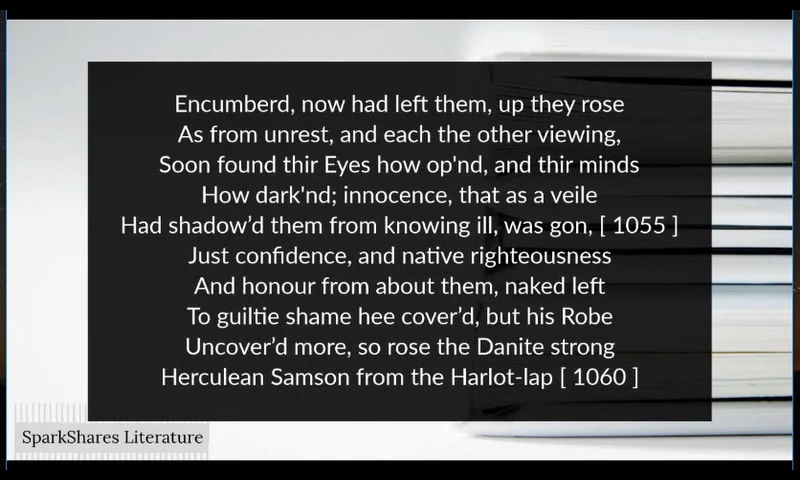 Encumberd, now had left them, up they rose
As from unrest, and each the other viewing,
Soon found thir Eyes how op'nd, and thir minds
How dark'nd; innocence, that as a veile
Had shadow’d them from knowing ill, was gon, [ 1055 ]
Just confidence, and native righteousness
And honour from about them, naked left
To guiltie shame hee cover’d, but his Robe
Uncover’d more, so rose the Danite strong
Herculean Samson from the Harlot-lap [ 1060 ]
SparkShares Literature